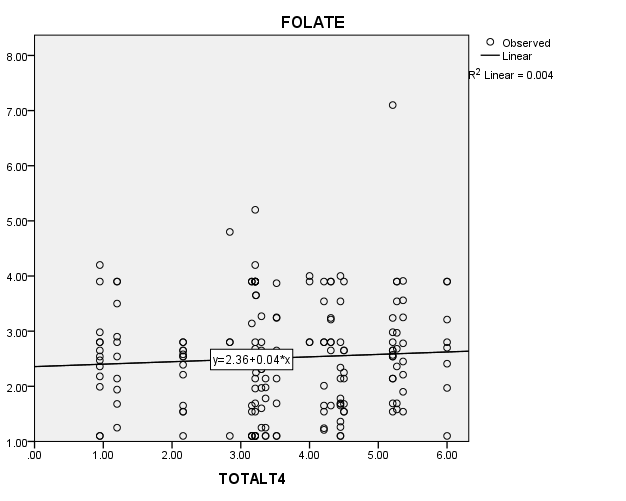 FOLATE
Observed
Linear
R² Linear = 0.004
8.00
7.00
6.00
5.00
4.00
3.00
2.00
1.00
y=2.36+0.04*x
.00 1.00 2.00 3.00 4.00 5.00 6.00
TOTALT4